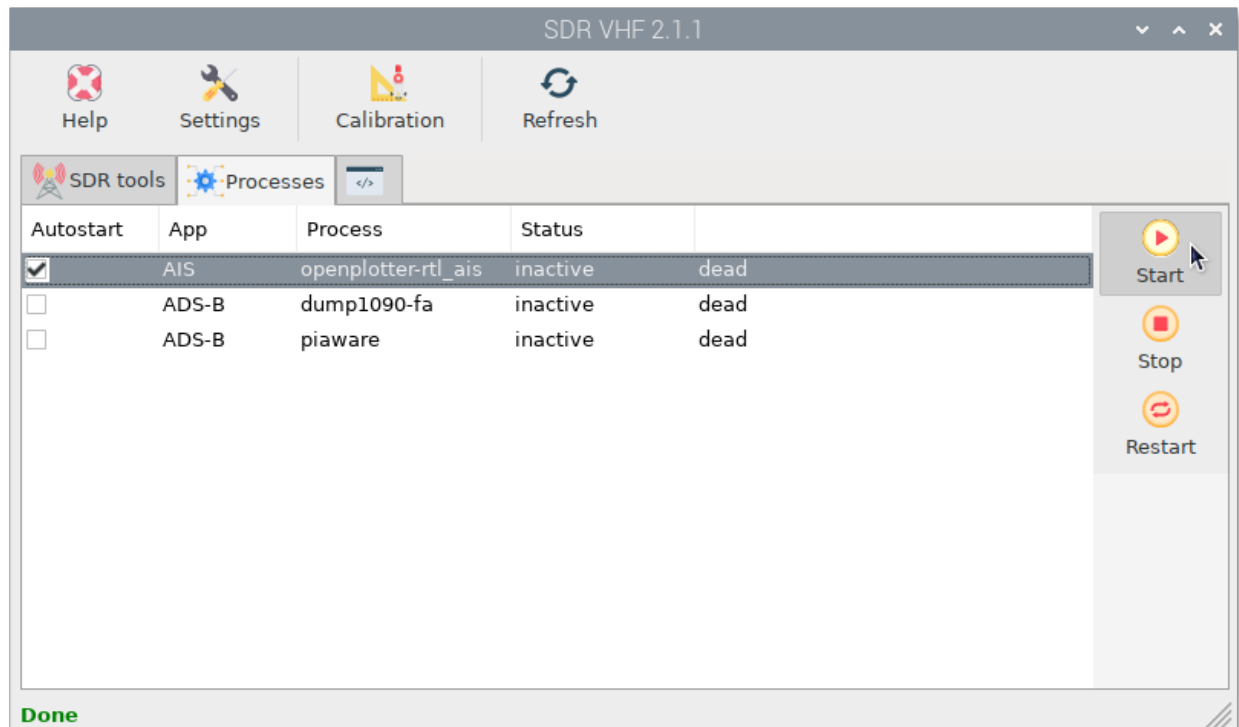 SDR VHF 2.1.1
Help Settings Calibration Refresh
SDR tools Processes </>
Autostart App Process Status
AIS openplotter-rtl_ais inactive dead
ADS-B dump1090-fa inactive dead
ADS-B piaware inactive dead
Start
Stop
Restart
Done